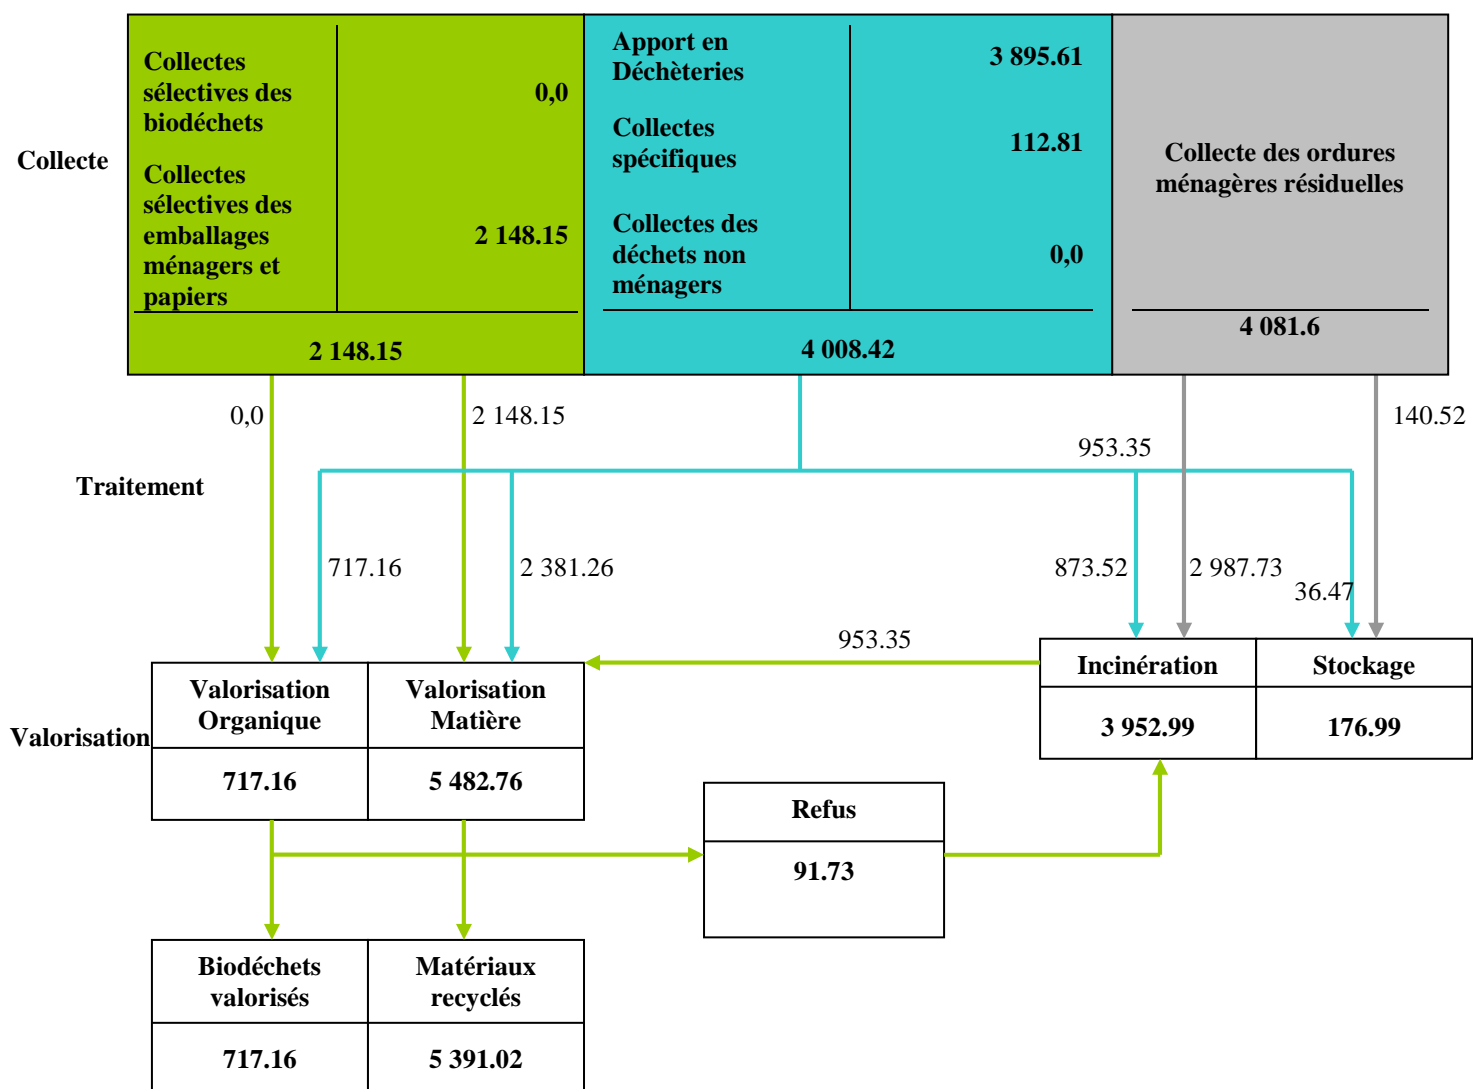 Collecte
Collectes
sélectives des
biodéchets
0,0
Collectes
sélectives des
emballages
ménagers et
papiers
2 148.15
2 148.15
Apport en
Déchèteries
3 895.61
Collectes
spécifiques
112.81
Collectes des
déchets non
ménagers
0,0
4 008.42
Collecte des ordures
ménagères résiduelles
4 081.6
0,0
2 148.15
140.52
953.35
Traitement
717.16
2 381.26
873.52
2 987.73
36.47
953.35
Valorisation
Valorisation
Organique
717.16
Valorisation
Matière
5 482.76
Incinération
3 952.99
Stockage
176.99
Refus
91.73
Biodéchets
valorisés
717.16
Matériaux
recyclés
5 391.02